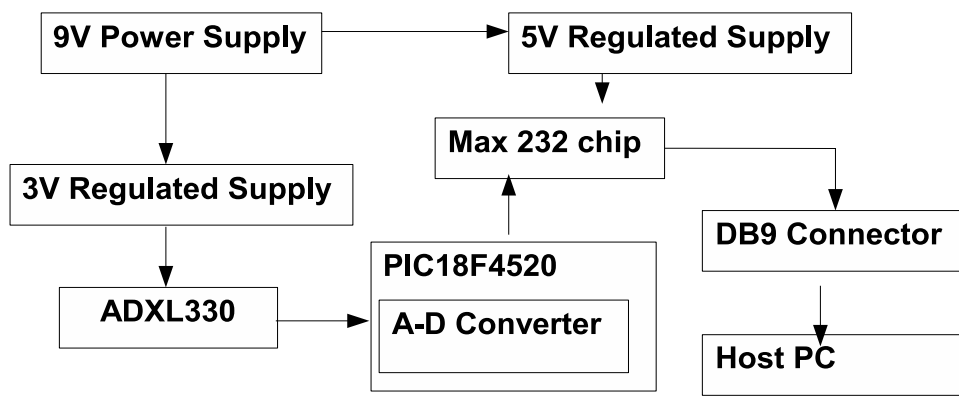 9V Power Supply
5V Regulated Supply
Max 232 chip
3V Regulated Supply
DB9 Connector
PIC18F4520
ADXL330
A-D Converter
Host PC